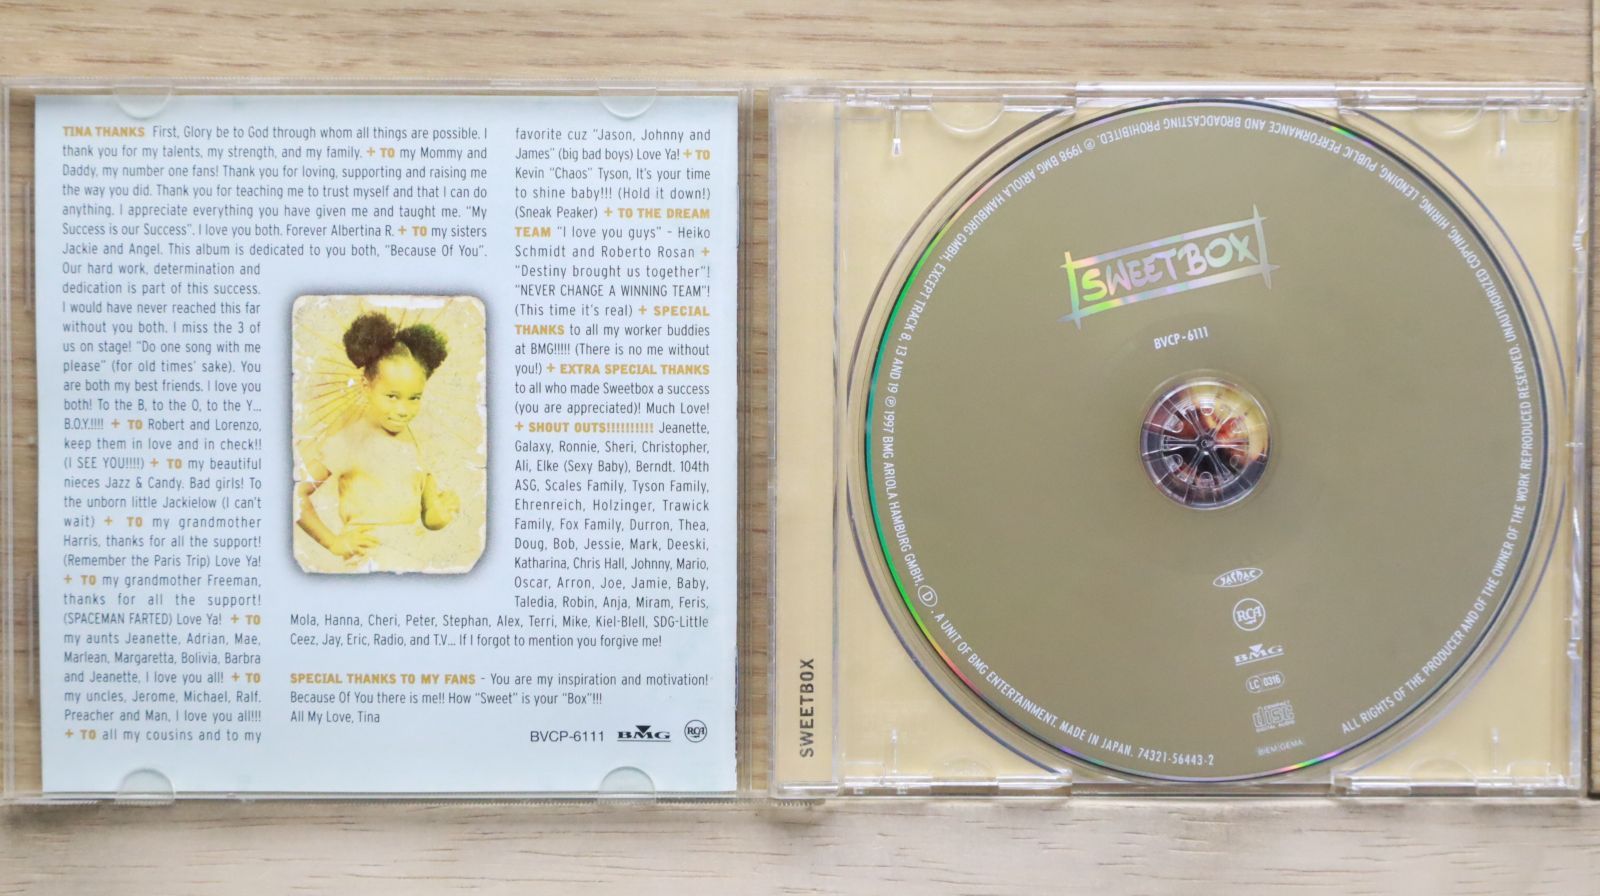 TINA THANKS First, Glory be to God through whom all things are possible. I
thank you for my talents, my strength, and my family. + TO my Mommy and
Daddy, my number one fans! Thank you for loving, supporting and raising me
the way you did. Thank you for teaching me to trust myself and that I can do
anything. I appreciate everything you have given me and taught me. "My
Success is our Success". I love you both. Forever Albertina R. + TO my sisters
Jackie and Angel. This album is dedicated to you both, "Because Of You".
Our hard work, determination and
dedication is part of this success.
I would have never reached this far
without you both. I miss the 3 of
us on stage! "Do one song with me
please" (for old times' sake). You
are both my best friends. I love you
both! To the B, to the O, to the Y...
B.O.Y.!!!! + TO Robert and Lorenzo,
keep them in love and in check!!
(I SEE YOU!!!!) + TO my beautiful
nieces Jazz & Candy. Bad girls! To
the unborn little Jackielow (I can't
wait) + TO my grandmother
Harris, thanks for all the support!
(Remember the Paris Trip) Love Ya!
+ TO my grandmother Freeman,
thanks for all the support!
(SPACEMAN FARTED) Love Ya! + TO
my aunts Jeanette, Adrian, Mae,
Marlean, Margaretta, Bolivia, Barbra
and Jeanette, I love you all! + TO
my uncles, Jerome, Michael, Ralf,
Preacher and Man, I love you all!!!
+ TO all my cousins and to my
favorite cuz "Jason, Johnny and
James" (big bad boys) Love Ya! + TO
Kevin "Chaos" Tyson, It's your time
to shine baby!!! (Hold it down!)
(Sneak Peaker) + TO THE DREAM
TEAM "I love you guys" - Heiko
Schmidt and Roberto Rosan +
"Destiny brought us together"!
"NEVER CHANGE A WINNING TEAM"!
(This time it's real) + SPECIAL
THANKS to all my worker buddies
at BMG!!!!! (There is no me without
you!) + EXTRA SPECIAL THANKS
to all who made Sweetbox a success
(you are appreciated)! Much Love!
+ SHOUT OUTS!!!!!!!!!! Jeanette,
Galaxy, Ronnie, Sheri, Christopher,
Ali, Elke (Sexy Baby), Berndt. 104th
ASG, Scales Family, Tyson Family,
Ehrenreich, Holzinger, Trawick
Family, Fox Family, Durron, Thea,
Doug, Bob, Jessie, Mark, Deeski,
Katharina, Chris Hall, Johnny, Mario,
Oscar, Arron, Joe, Jamie, Baby,
Taledia, Robin, Anja, Miram, Feris,
Mola, Hanna, Cheri, Peter, Stephan, Alex, Terri, Mike, Kiel-Blell, SDG-Little
Ceez, Jay, Eric, Radio, and T.V... If I forgot to mention you forgive me!
SPECIAL THANKS TO MY FANS - You are my inspiration and motivation!
Because Of You there is me!! How "Sweet" is your "Box"!!!
All My Love, Tina
BVCP-6111 BMG RCA
SWEETBOX
SWEETBOX
BVCP-6111
JASRAC
RCA
BMG
LC 0316
COMPACT disc DIGITAL AUDIO
BIEM/GEMA
ALL RIGHTS OF THE PRODUCER AND OF THE OWNER OF THE WORK REPRODUCED RESERVED. UNAUTHORIZED COPYING, HIRING, LENDING, PUBLIC PERFORMANCE AND BROADCASTING PROHIBITED. ℗ 1998 BMG ARIOLA HAMBURG GMBH, EXCEPT TRACK 8, 13 AND 19 ℗ 1997 BMG ARIOLA HAMBURG GMBH, Ⓓ. A UNIT OF BMG ENTERTAINMENT. MADE IN JAPAN. 74321-56443-2